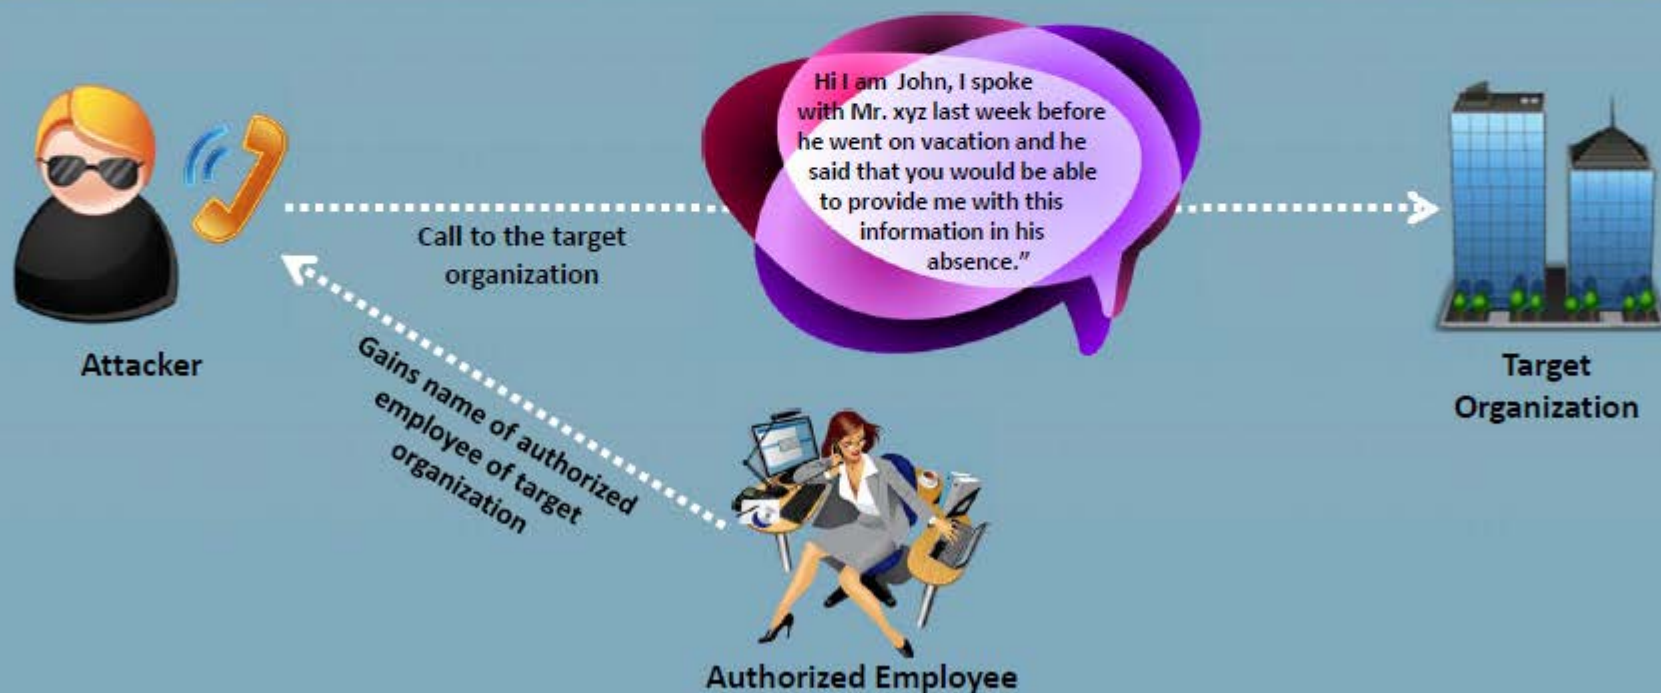 Hi I am John, I spoke
with Mr. xyz last week before
he went on vacation and he
said that you would be able
to provide me with this
information in his
absence.”
Call to the target
organization
Attacker
Gains name of authorized
employee of target
organization
Target
Organization
Authorized Employee